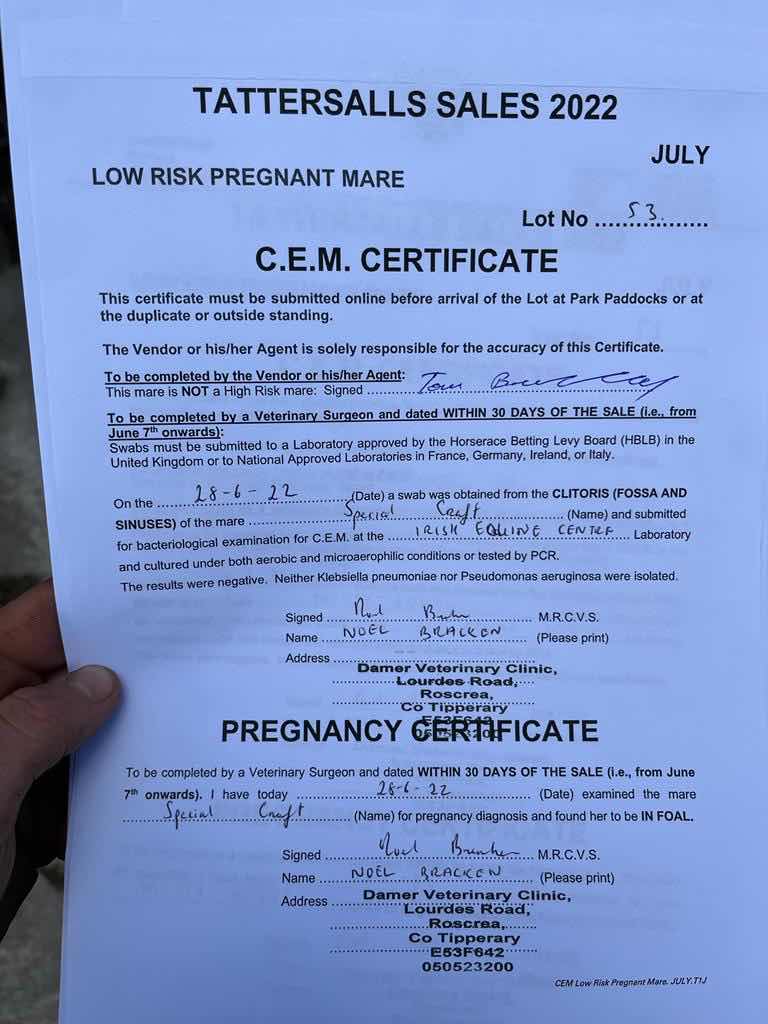 TATTERSALLS SALES 2022
JULY
LOW RISK PREGNANT MARE
Lot No ....53.................
C.E.M. CERTIFICATE
This certificate must be submitted online before arrival of the Lot at Park Paddocks or at
the duplicate or outside standing.
The Vendor or his/her Agent is solely responsible for the accuracy of this Certificate.
To be completed by the Vendor or his/her Agent:
This mare is NOT a High Risk mare: Signed
To be completed by a Veterinary Surgeon and dated WITHIN 30 DAYS OF THE SALE (i.e., from
June 7th onwards):
Swabs must be submitted to a Laboratory approved by the Horserace Betting Levy Board (HBLB) in the
United Kingdom or to National Approved Laboratories in France, Germany, Ireland, or Italy.
On the 28-6-22 (Date) a swab was obtained from the CLITORIS (FOSSA AND
SINUSES) of the mare Special Craft (Name) and submitted
for bacteriological examination for C.E.M. at the IRISH EQUINE CENTRE Laboratory
and cultured under both aerobic and microaerophilic conditions or tested by PCR.
The results were negative. Neither Klebsiella pneumoniae nor Pseudomonas aeruginosa were isolated.
Signed Noel Bracken M.R.C.V.S.
Name NOEL BRACKEN (Please print)
Address
Damer Veterinary Clinic,
Lourdes Road,
Roscrea,
Co Tipperary
E53F642
050523200
PREGNANCY CERTIFICATE
To be completed by a Veterinary Surgeon and dated WITHIN 30 DAYS OF THE SALE (i.e., from June
7th onwards). I have today 28-6-22 (Date) examined the mare
Special Craft (Name) for pregnancy diagnosis and found her to be IN FOAL.
Signed Noel Bracken M.R.C.V.S.
Name NOEL BRACKEN (Please print)
Address Damer Veterinary Clinic,
Lourdes Road,
Roscrea,
Co Tipperary
E53F642
050523200
CEM Low Risk Pregnant Mare. JULY.T1J